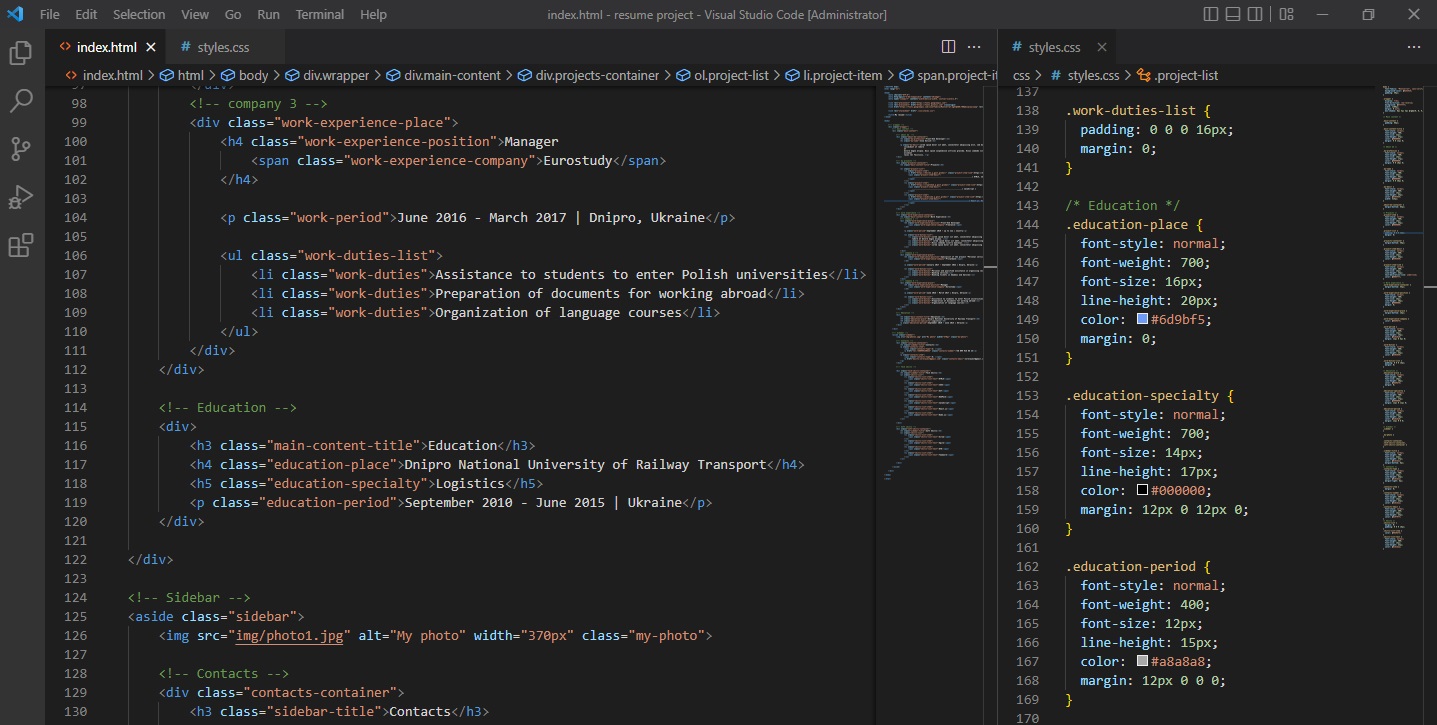 File Edit Selection View Go Run Terminal Help
index.html - resume project - Visual Studio Code [Administrator]
<> index.html ×
# styles.css
index.html > html > body > div.wrapper > div.main-content > div.projects-container > ol.project-list > li.project-item > span.project-it
98 <!-- company 3 -->
99 <div class="work-experience-place">
100 <h4 class="work-experience-position">Manager
101 <span class="work-experience-company">Eurostudy</span>
102 </h4>
103
104 <p class="work-period">June 2016 - March 2017 | Dnipro, Ukraine</p>
105
106 <ul class="work-duties-list">
107 <li class="work-duties">Assistance to students to enter Polish universities</li>
108 <li class="work-duties">Preparation of documents for working abroad</li>
109 <li class="work-duties">Organization of language courses</li>
110 </ul>
111 </div>
112 </div>
113
114 <!-- Education -->
115 <div>
116 <h3 class="main-content-title">Education</h3>
117 <h4 class="education-place">Dnipro National University of Railway Transport</h4>
118 <h5 class="education-specialty">Logistics</h5>
119 <p class="education-period">September 2010 - June 2015 | Ukraine</p>
120 </div>
121
122 </div>
123
124 <!-- Sidebar -->
125 <aside class="sidebar">
126 <img src="img/photo1.jpg" alt="My photo" width="370px" class="my-photo">
127
128 <!-- Contacts -->
129 <div class="contacts-container">
130 <h3 class="sidebar-title">Contacts</h3>
# styles.css ×
css > # styles.css > .project-list
137
138 .work-duties-list {
139 padding: 0 0 0 16px;
140 margin: 0;
141 }
142
143 /* Education */
144 .education-place {
145 font-style: normal;
146 font-weight: 700;
147 font-size: 16px;
148 line-height: 20px;
149 color: #6d9bf5;
150 margin: 0;
151 }
152
153 .education-specialty {
154 font-style: normal;
155 font-weight: 700;
156 font-size: 14px;
157 line-height: 17px;
158 color: #000000;
159 margin: 12px 0 12px 0;
160 }
161
162 .education-period {
163 font-style: normal;
164 font-weight: 400;
165 font-size: 12px;
166 line-height: 15px;
167 color: #a8a8a8;
168 margin: 12px 0 0 0;
169 }
170